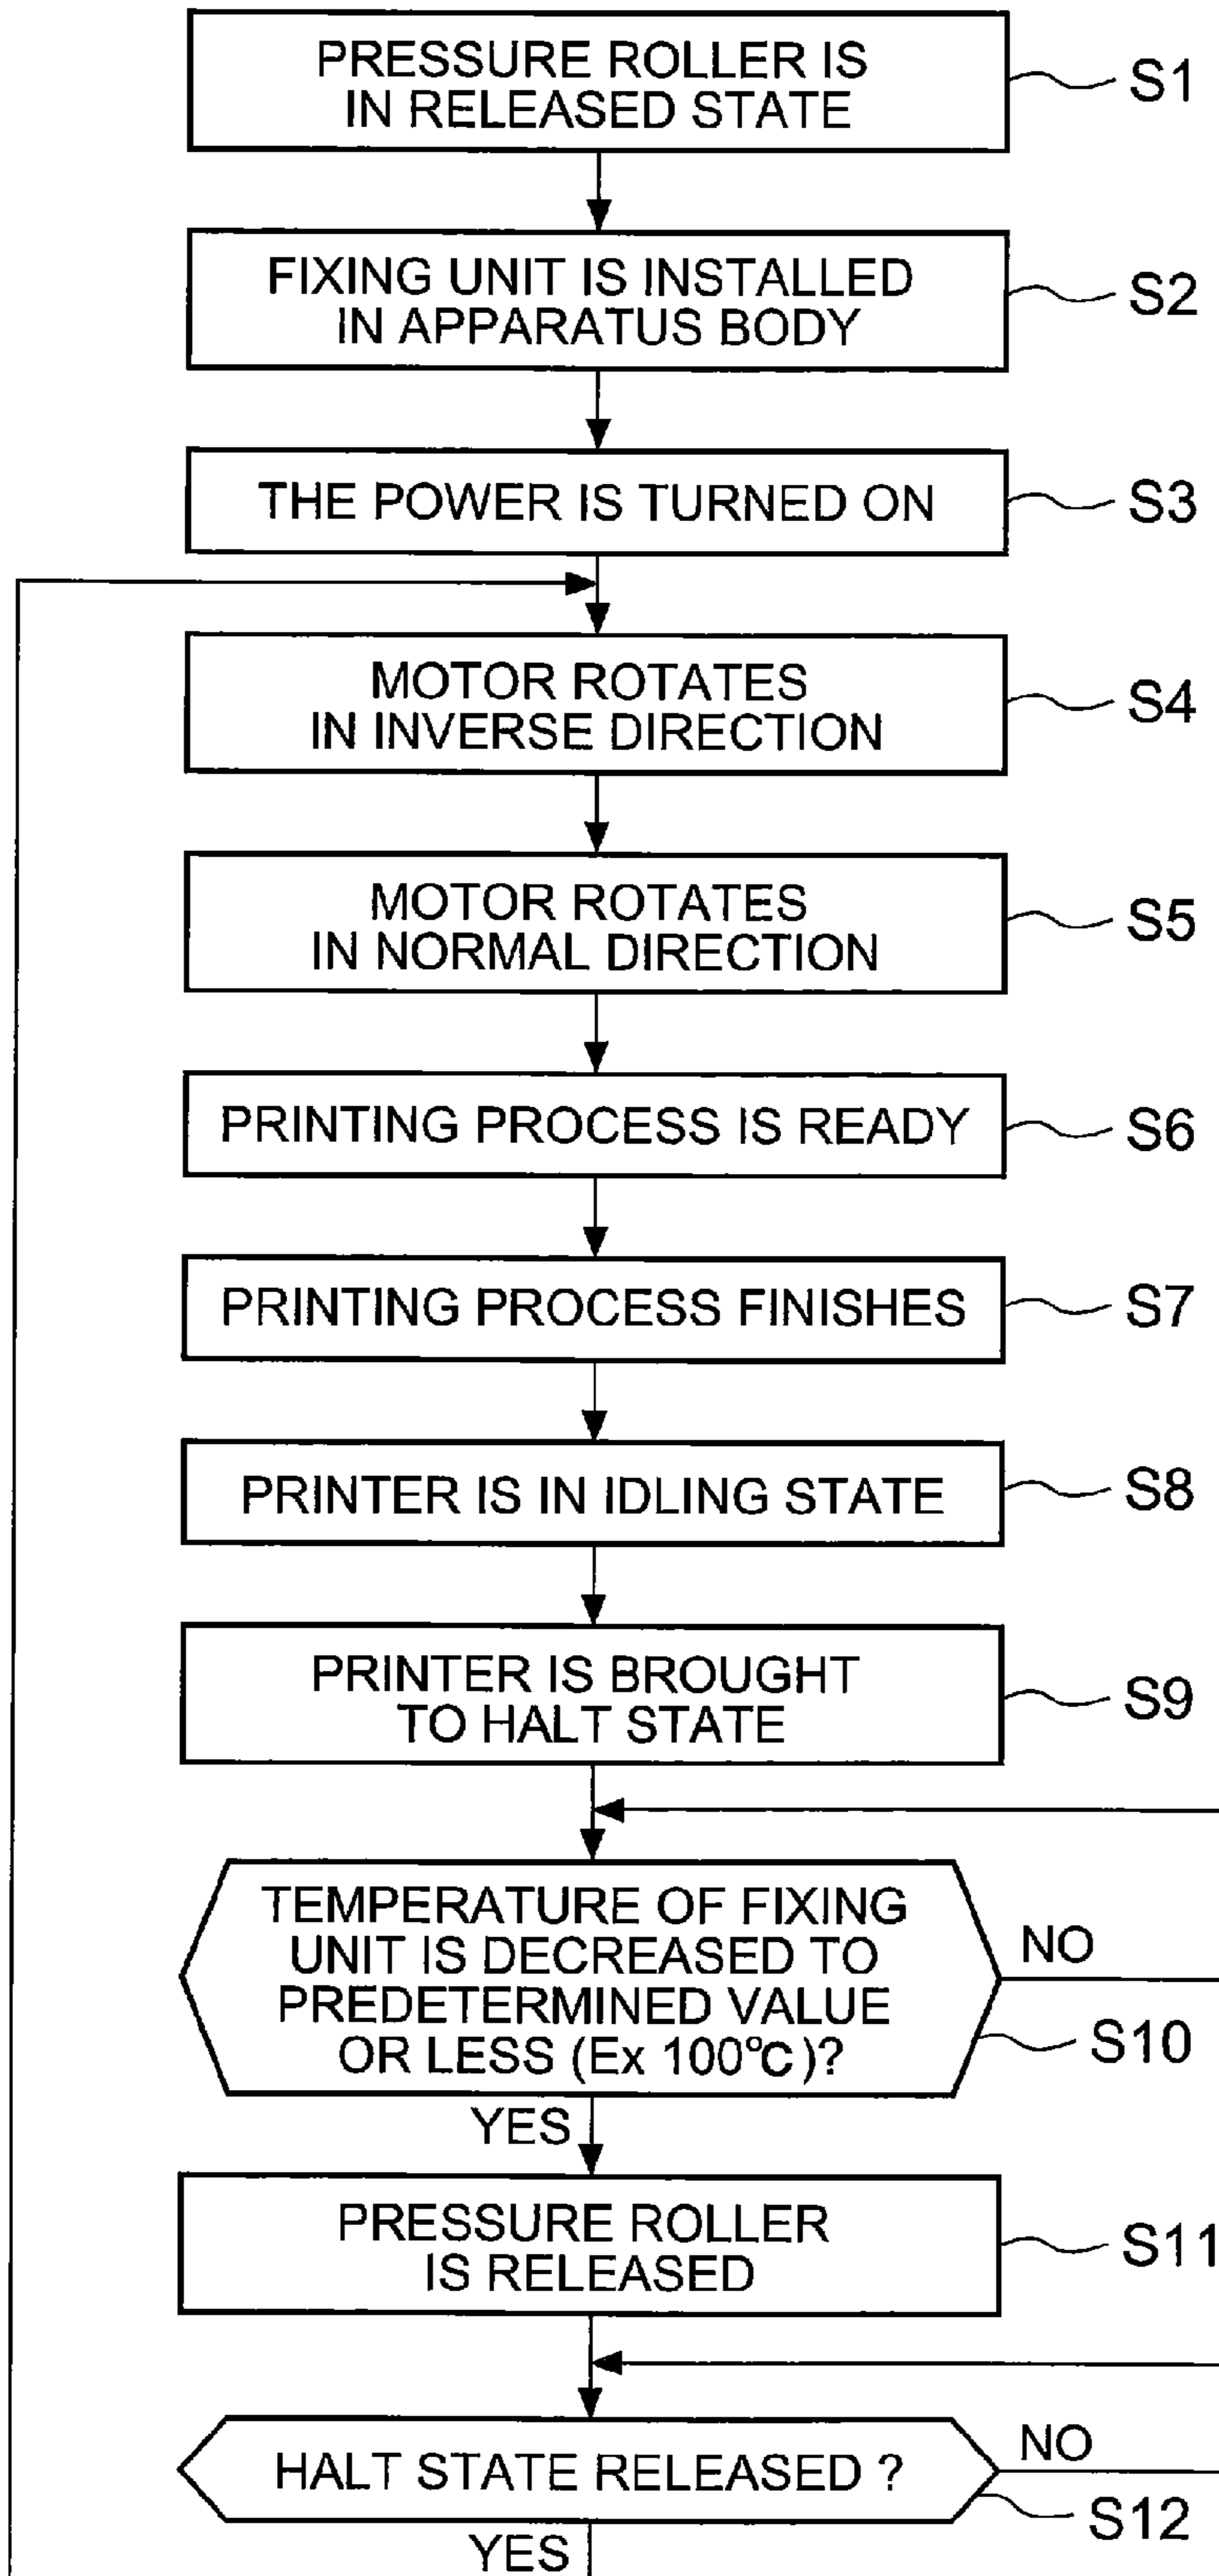 PRESSURE ROLLER IS
IN RELEASED STATE
S1
FIXING UNIT IS INSTALLED
IN APPARATUS BODY
S2
THE POWER IS TURNED ON
S3
MOTOR ROTATES
IN INVERSE DIRECTION
S4
MOTOR ROTATES
IN NORMAL DIRECTION
S5
PRINTING PROCESS IS READY
S6
PRINTING PROCESS FINISHES
S7
PRINTER IS IN IDLING STATE
S8
PRINTER IS BROUGHT
TO HALT STATE
S9
TEMPERATURE OF FIXING
UNIT IS DECREASED TO
PREDETERMINED VALUE
OR LESS (Ex 100℃)?
NO
S10
YES
PRESSURE ROLLER
IS RELEASED
S11
HALT STATE RELEASED ?
NO
S12
YES